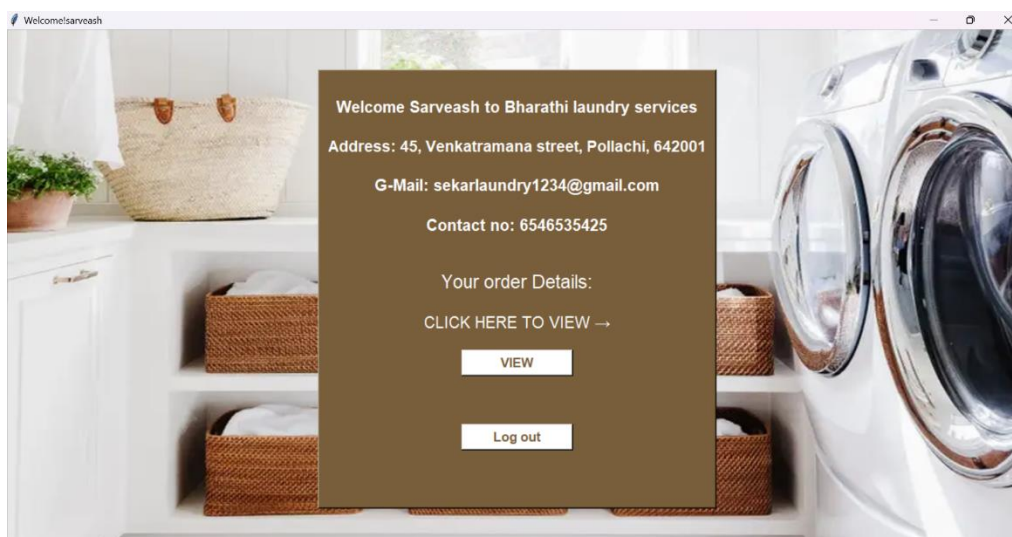 Welcome!sarveash
Welcome Sarveash to Bharathi laundry services
Address: 45, Venkatramana street, Pollachi, 642001
G-Mail: sekarlaundry1234@gmail.com
Contact no: 6546535425
Your order Details:
CLICK HERE TO VIEW →
VIEW
Log out